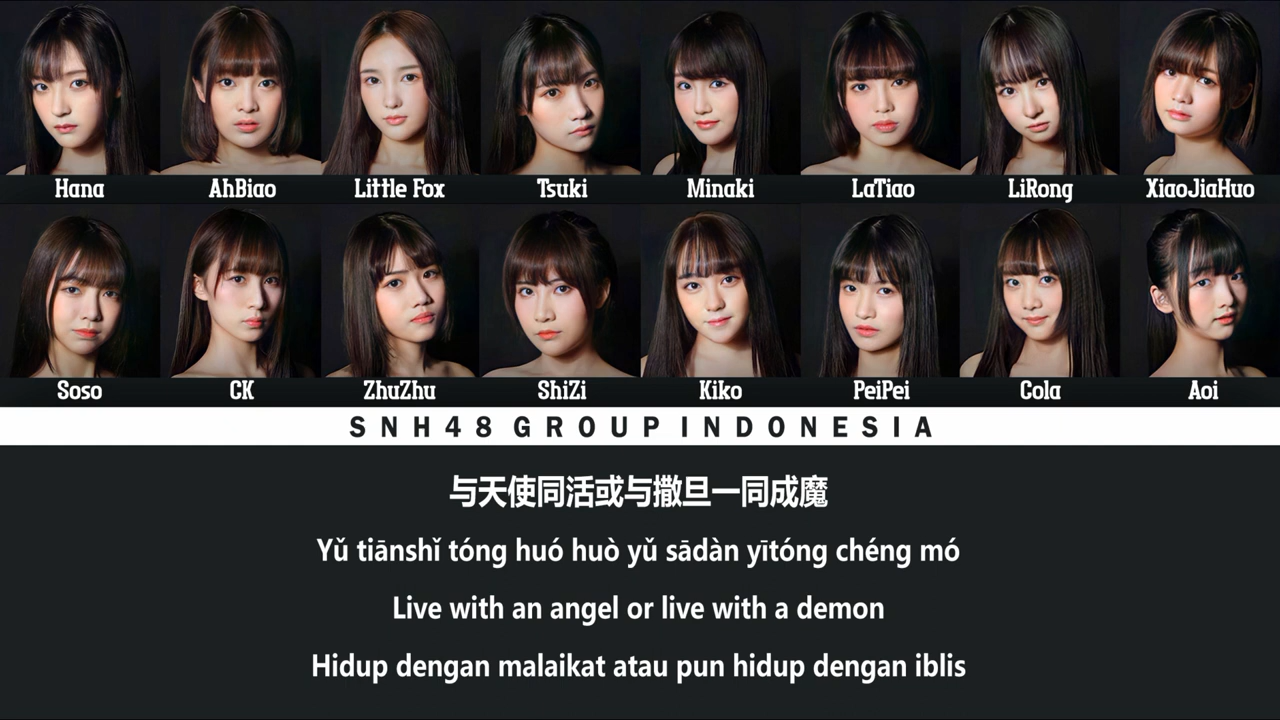 Hana AhBiao Little Fox Tsuki Minaki LaTiao LiRong XiaoJiaHuo
Soso CK ZhuZhu ShiZi Kiko PeiPei Cola Aoi
SNH48 GROUP INDONESIA
与天使同活或与撒旦一同成魔
Yǔ tiānshǐ tóng huó huò yǔ sādàn yītóng chéng mó
Live with an angel or live with a demon
Hidup dengan malaikat atau pun hidup dengan iblis